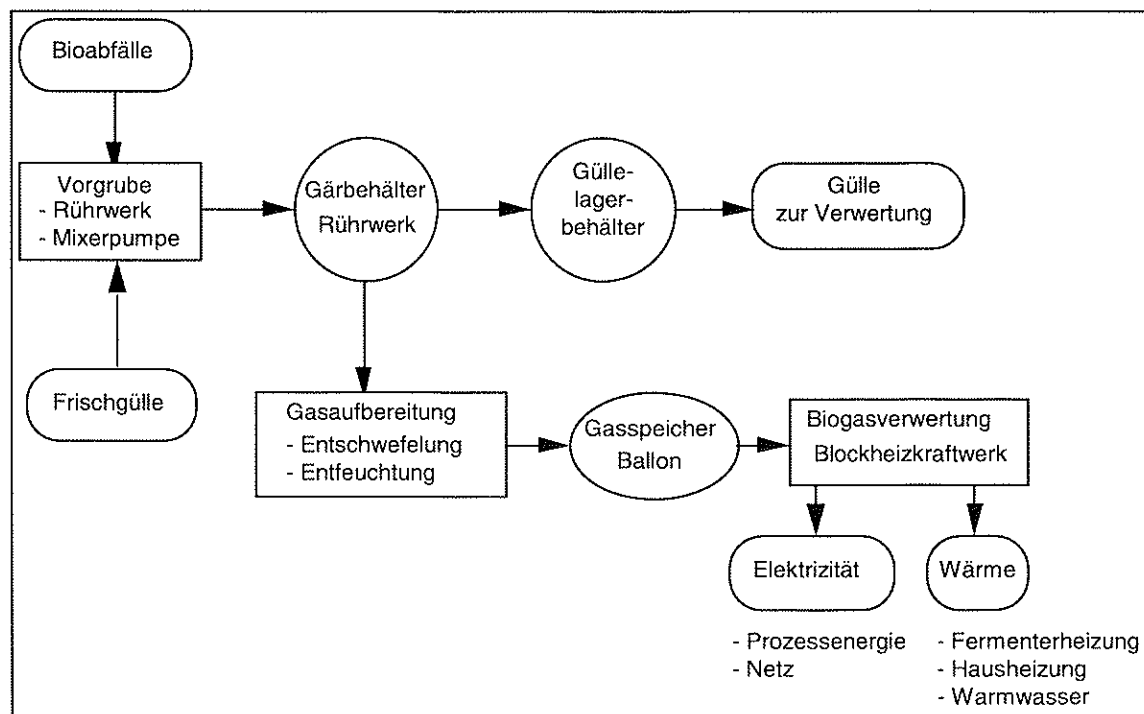 Bioabfälle
Vorgrube
- Rührwerk
- Mixerpumpe
Gärbehälter
Rührwerk
Gülle-
lager-
behälter
Gülle
zur Verwertung
Frischgülle
Gasaufbereitung
- Entschwefelung
- Entfeuchtung
Gasspeicher
Ballon
Biogasverwertung
Blockheizkraftwerk
Elektrizität
Wärme
- Prozessenergie
- Netz
- Fermenterheizung
- Hausheizung
- Warmwasser